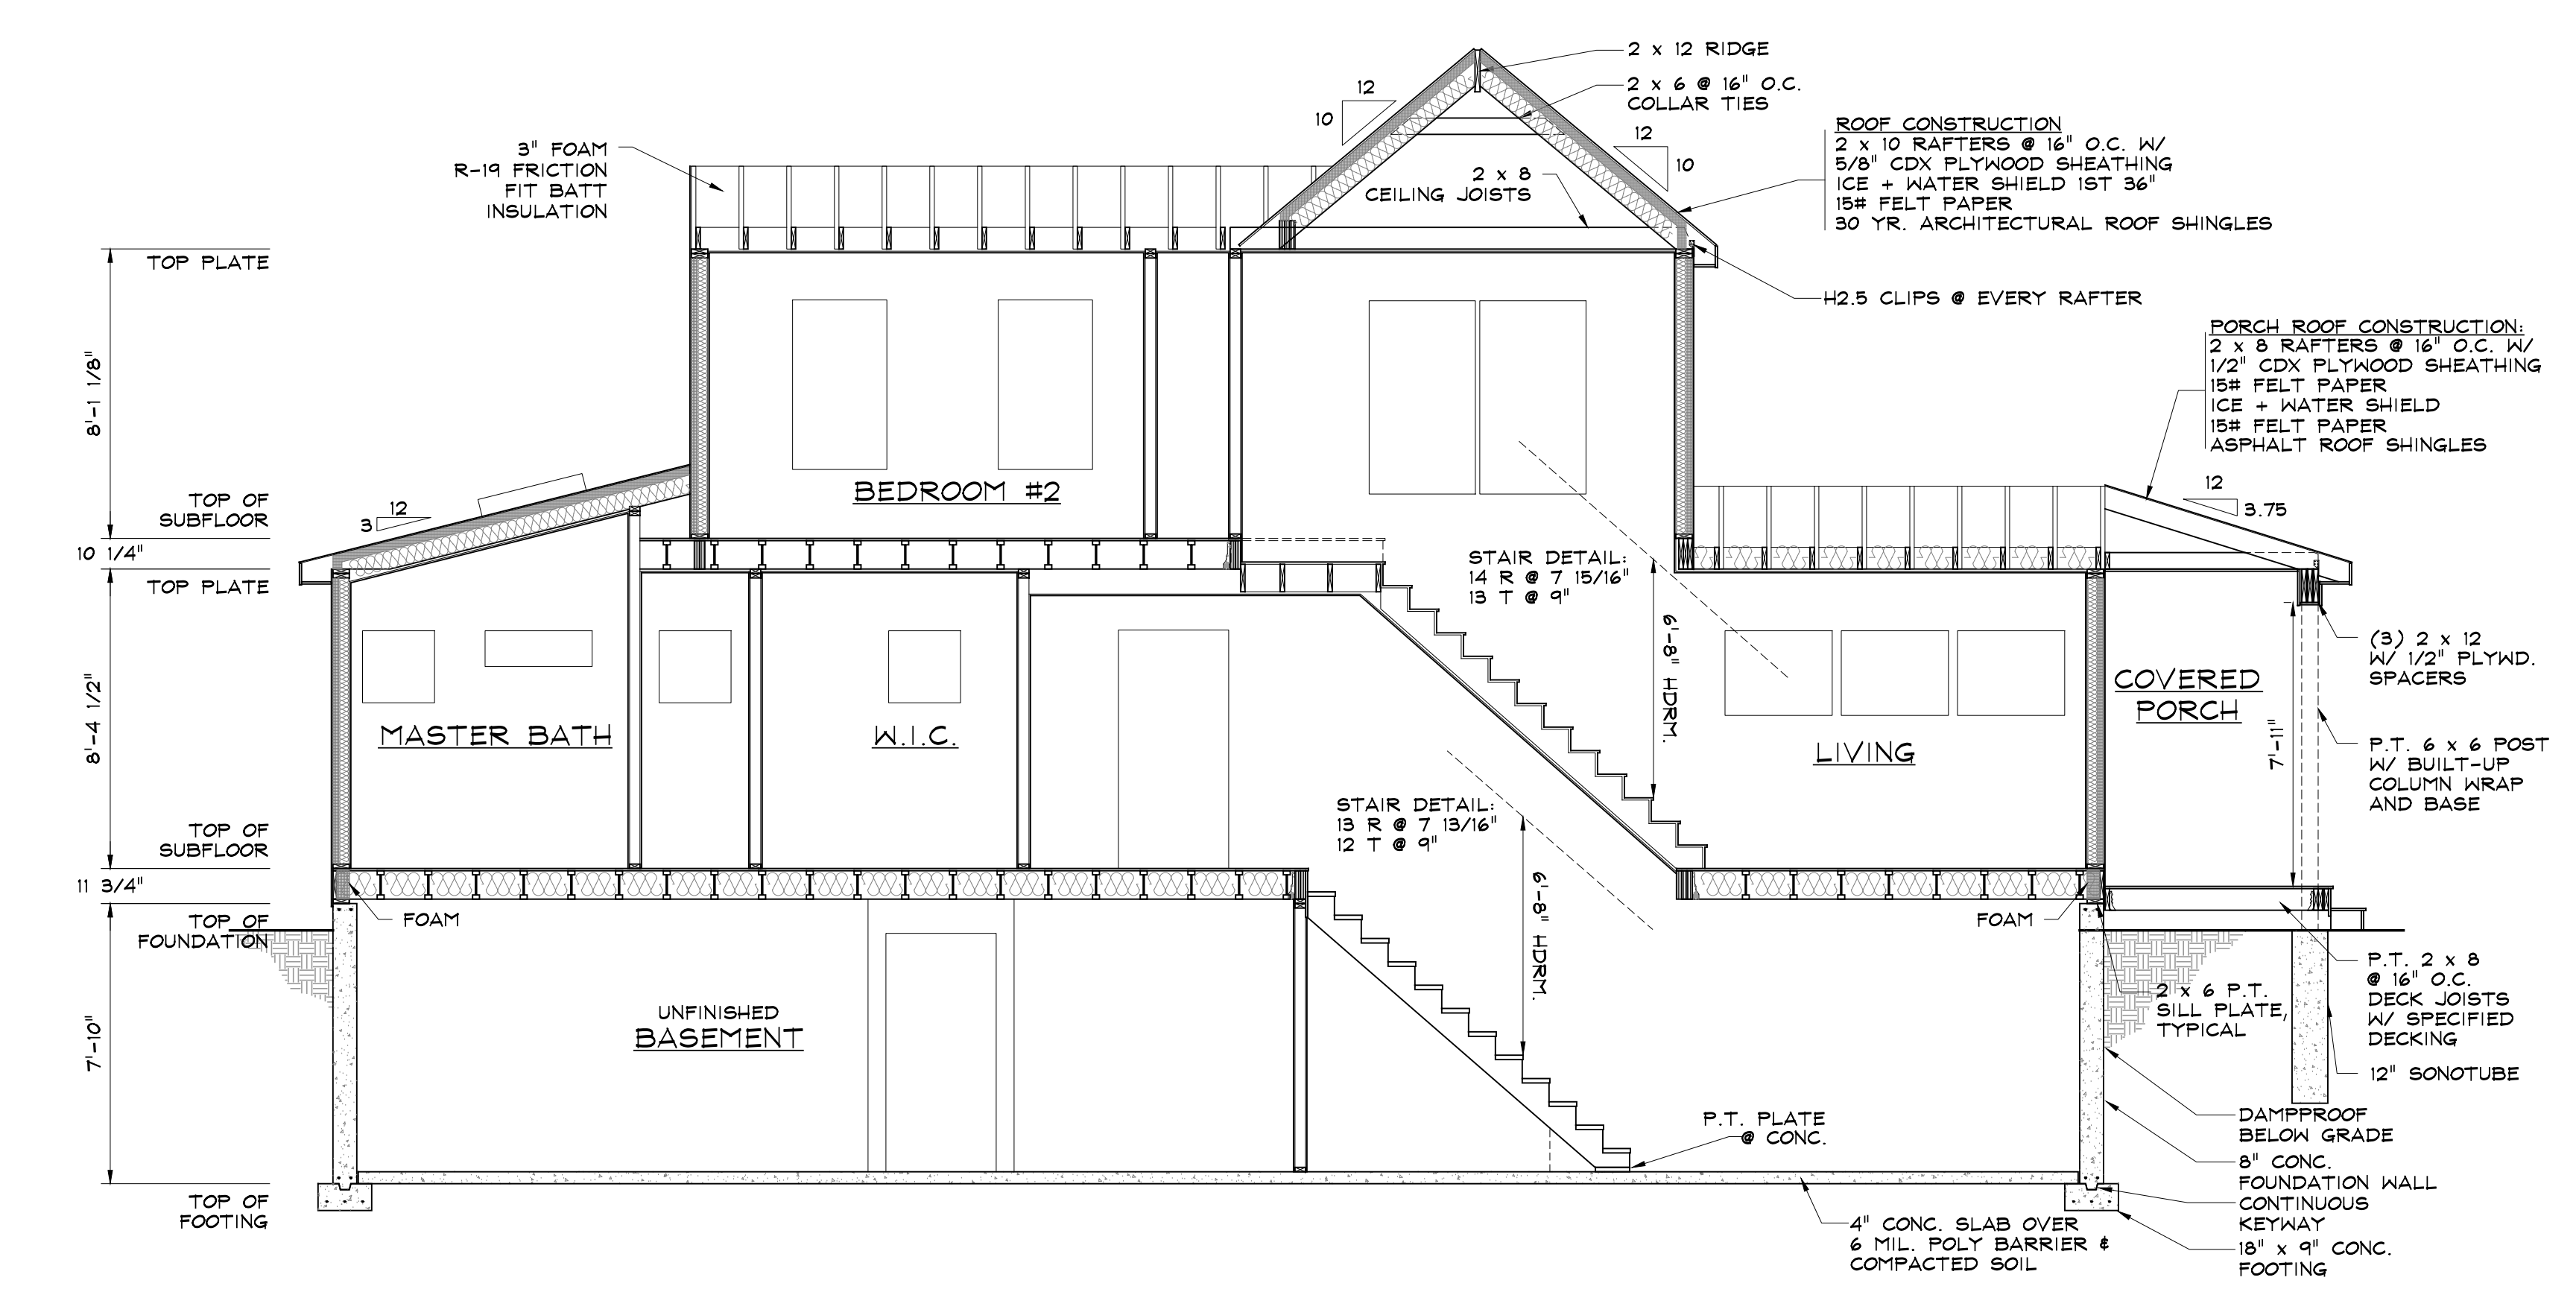 2 x 12 RIDGE
2 x 6 @ 16" O.C.
COLLAR TIES
12
10
12
10
ROOF CONSTRUCTION
2 x 10 RAFTERS @ 16" O.C. W/
5/8" CDX PLYWOOD SHEATHING
ICE + WATER SHIELD 1ST 36"
15# FELT PAPER
30 YR. ARCHITECTURAL ROOF SHINGLES
3" FOAM
R-19 FRICTION
FIT BATT
INSULATION
2 x 8
CEILING JOISTS
TOP PLATE
H2.5 CLIPS @ EVERY RAFTER
PORCH ROOF CONSTRUCTION:
2 x 8 RAFTERS @ 16" O.C. W/
1/2" CDX PLYWOOD SHEATHING
15# FELT PAPER
ICE + WATER SHIELD
15# FELT PAPER
ASPHALT ROOF SHINGLES
8'-1 1/8"
BEDROOM #2
12
3.75
TOP OF
SUBFLOOR
12
3
10 1/4"
TOP PLATE
STAIR DETAIL:
14 R @ 7 15/16"
13 T @ 9"
6'-8" HDRM.
(3) 2 x 12
W/ 1/2" PLYWD.
SPACERS
8'-4 1/2"
MASTER BATH
W.I.C.
LIVING
COVERED
PORCH
7'-11"
P.T. 6 x 6 POST
W/ BUILT-UP
COLUMN WRAP
AND BASE
STAIR DETAIL:
13 R @ 7 13/16"
12 T @ 9"
6'-8" HDRM.
TOP OF
SUBFLOOR
11 3/4"
TOP OF
FOUNDATION
FOAM
FOAM
P.T. 2 x 8
@ 16" O.C.
DECK JOISTS
W/ SPECIFIED
DECKING
2 x 6 P.T.
SILL PLATE,
TYPICAL
7'-10"
UNFINISHED
BASEMENT
12" SONOTUBE
P.T. PLATE
@ CONC.
DAMPPROOF
BELOW GRADE
8" CONC.
FOUNDATION WALL
CONTINUOUS
KEYWAY
18" x 9" CONC.
FOOTING
TOP OF
FOOTING
4" CONC. SLAB OVER
6 MIL. POLY BARRIER &
COMPACTED SOIL